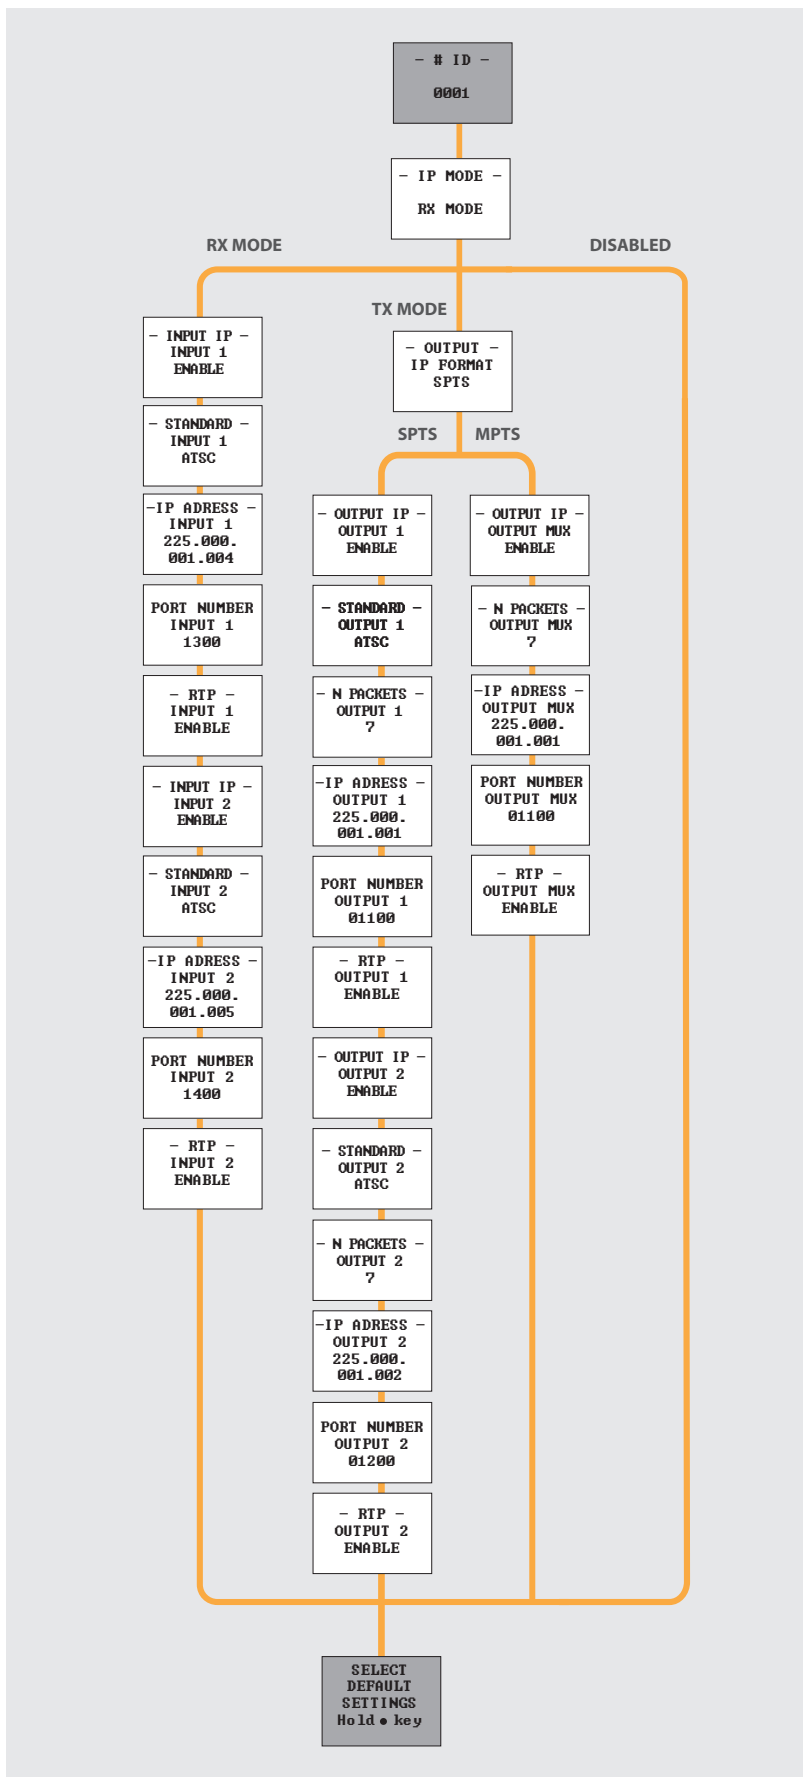 - # ID -
0001
- IP MODE -
RX MODE
RX MODE
DISABLED
TX MODE
- INPUT IP -
INPUT 1
ENABLE
- STANDARD -
INPUT 1
ATSC
-IP ADRESS -
INPUT 1
225.000.
001.004
PORT NUMBER
INPUT 1
1300
- RTP -
INPUT 1
ENABLE
- INPUT IP -
INPUT 2
ENABLE
- STANDARD -
INPUT 2
ATSC
-IP ADRESS -
INPUT 2
225.000.
001.005
PORT NUMBER
INPUT 2
1400
- RTP -
INPUT 2
ENABLE
- OUTPUT -
IP FORMAT
SPTS
SPTS
MPTS
- OUTPUT IP -
OUTPUT 1
ENABLE
- STANDARD -
OUTPUT 1
ATSC
- N PACKETS -
OUTPUT 1
7
-IP ADRESS -
OUTPUT 1
225.000.
001.001
PORT NUMBER
OUTPUT 1
01100
- RTP -
OUTPUT 1
ENABLE
- OUTPUT IP -
OUTPUT 2
ENABLE
- STANDARD -
OUTPUT 2
ATSC
- N PACKETS -
OUTPUT 2
7
-IP ADRESS -
OUTPUT 2
225.000.
001.002
PORT NUMBER
OUTPUT 2
01200
- RTP -
OUTPUT 2
ENABLE
- OUTPUT IP -
OUTPUT MUX
ENABLE
- N PACKETS -
OUTPUT MUX
7
-IP ADRESS -
OUTPUT MUX
225.000.
001.001
PORT NUMBER
OUTPUT MUX
01100
- RTP -
OUTPUT MUX
ENABLE
SELECT
DEFAULT
SETTINGS
Hold ● key